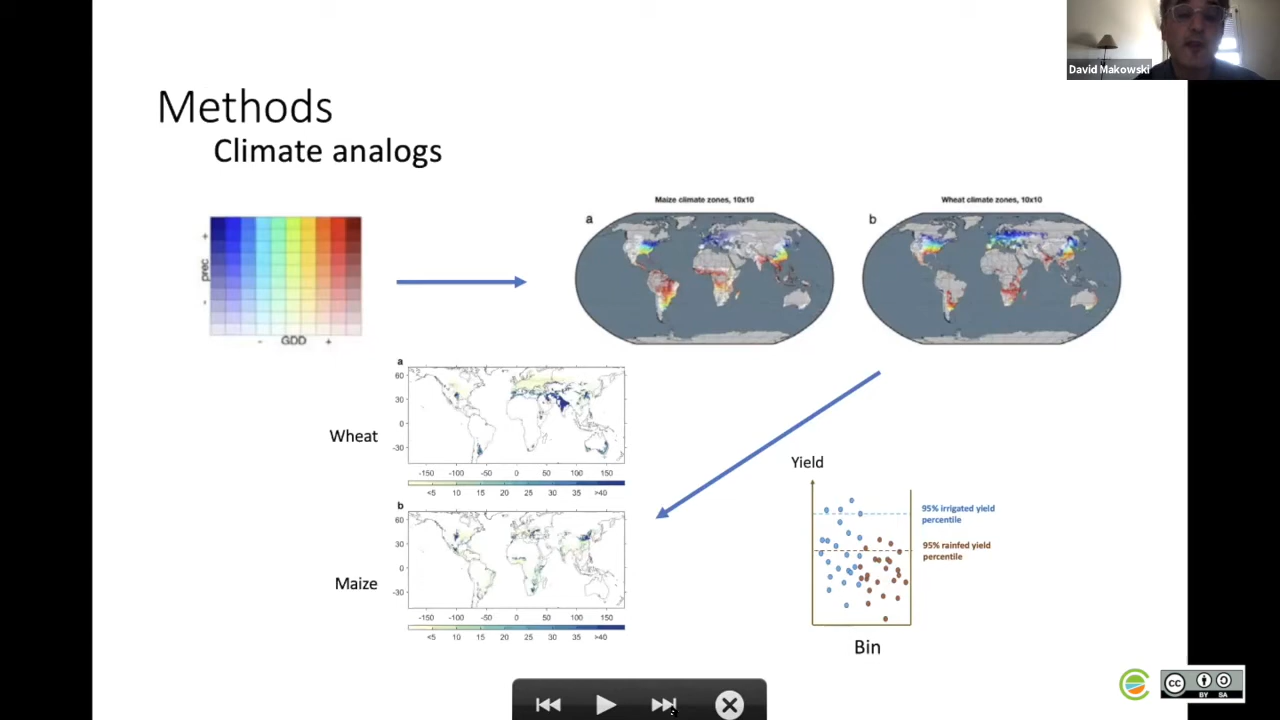 David Makowski
Methods
Climate analogs
+
prec
-
- GDD +
Maize climate zones, 10x10
a
Wheat climate zones, 10x10
b
a
60
30
0
-30
Wheat
-150 -100 -50 0 50 100 150
<5 10 15 20 25 30 35 >40
b
60
30
0
-30
Maize
-150 -100 -50 0 50 100 150
<5 10 15 20 25 30 35 >40
Yield
95% irrigated yield
percentile
95% rainfed yield
percentile
Bin
CC
BY SA